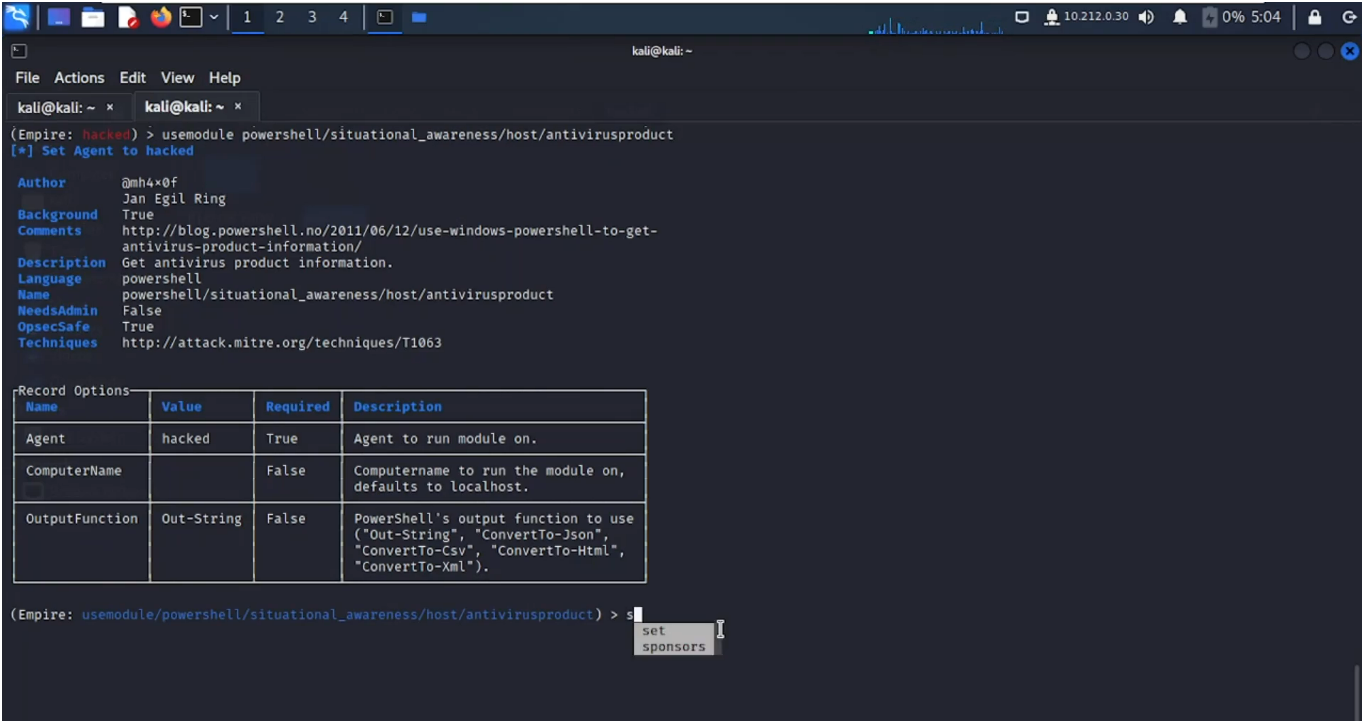 1 2 3 4 10.212.0.30 0% 5:04
kali@kali: ~
File Actions Edit View Help
kali@kali: ~ × kali@kali: ~ ×
(Empire: hacked) > usemodule powershell/situational_awareness/host/antivirusproduct
[*] Set Agent to hacked
Author @mh4×0f
Jan Egil Ring
Background True
Comments http://blog.powershell.no/2011/06/12/use-windows-powershell-to-get-
antivirus-product-information/
Description Get antivirus product information.
Language powershell
Name powershell/situational_awareness/host/antivirusproduct
NeedsAdmin False
OpsecSafe True
Techniques http://attack.mitre.org/techniques/T1063
Record Options
Name Value Required Description
Agent hacked True Agent to run module on.
ComputerName False Computername to run the module on,
defaults to localhost.
OutputFunction Out-String False PowerShell's output function to use
("Out-String", "ConvertTo-Json",
"ConvertTo-Csv", "ConvertTo-Html",
"ConvertTo-Xml").
(Empire: usemodule/powershell/situational_awareness/host/antivirusproduct) > s
set
sponsors